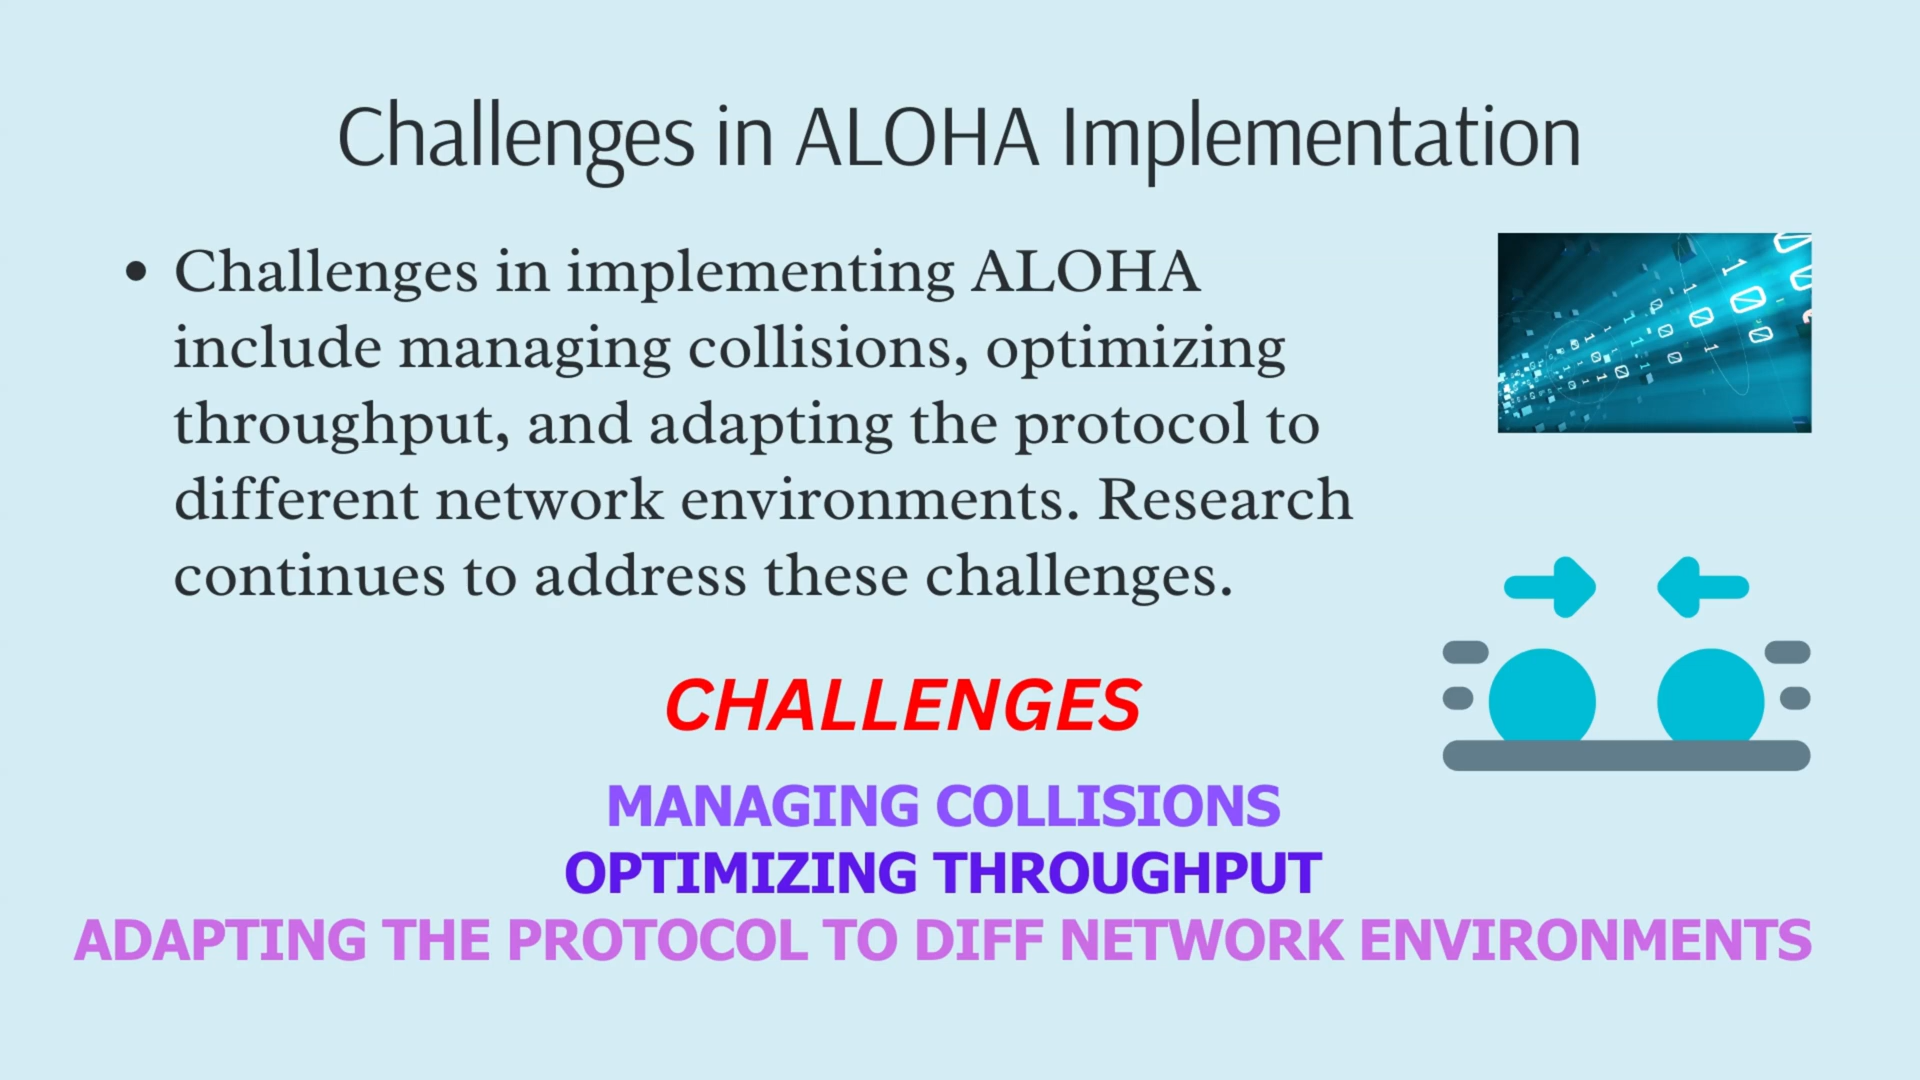 Challenges in ALOHA Implementation
• Challenges in implementing ALOHA
include managing collisions, optimizing
throughput, and adapting the protocol to
different network environments. Research
continues to address these challenges.
CHALLENGES
MANAGING COLLISIONS
OPTIMIZING THROUGHPUT
ADAPTING THE PROTOCOL TO DIFF NETWORK ENVIRONMENTS